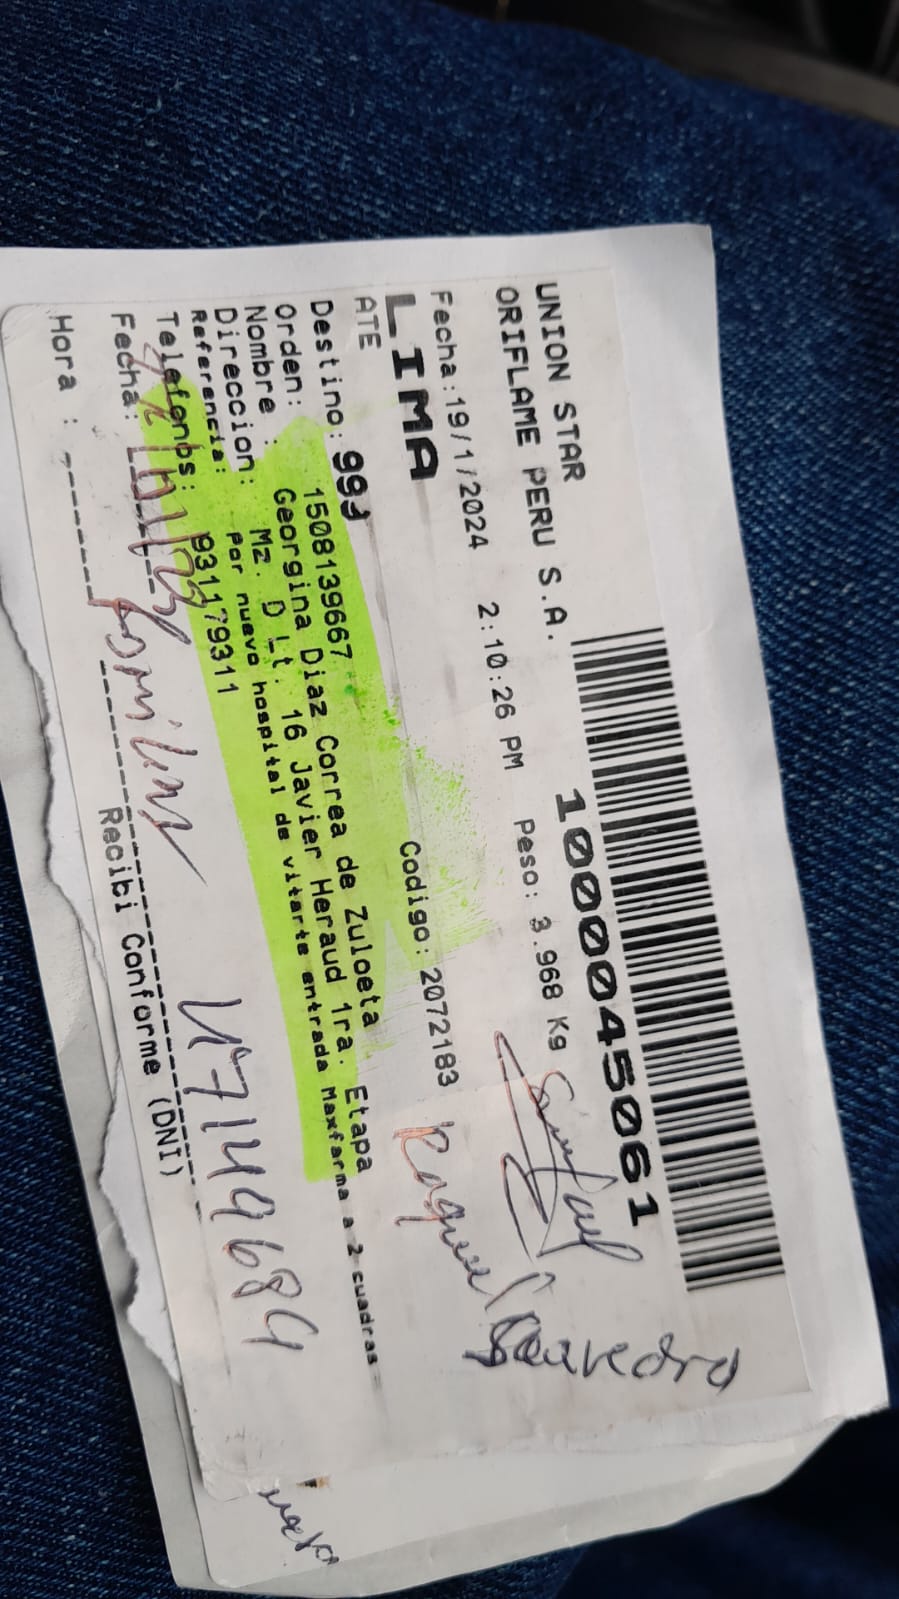 UNION STAR
ORIFLAME PERU S.A.
1000045061
Fecha:19/1/2024 2:10:26 PM Peso: 3.968 Kg
LIMA
ATE Codigo: 2072183
Raquel Saavedra
Destino: 99J
Orden: 1508139667
Nombre : Georgina Diaz Correa de Zuloeta
Direccion: Mz. D Lt. 16 Javier Heraud 1ra. Etapa
Referencia: Por nuevo hospital de vitarte entrada Maxfarma a 2 cuadras
Telefonos: 931179311
Fecha: Familiar 47149689
Hora : Recibi Conforme (DNI)